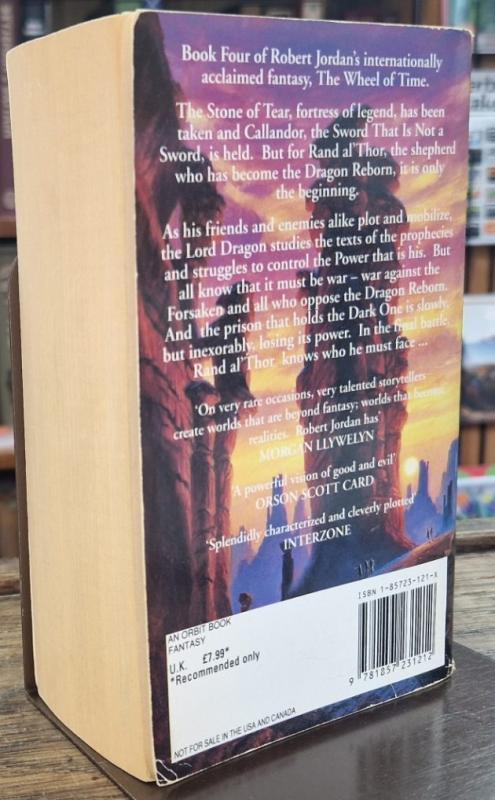 Book Four of Robert Jordan's internationally
acclaimed fantasy, The Wheel of Time.
The Stone of Tear, fortress of legend, has been
taken and Callandor, the Sword That Is Not a
Sword, is held. But for Rand al'Thor, the shepherd
who has become the Dragon Reborn, it is only
the beginning.
As his friends and enemies alike plot and mobilize,
the Lord Dragon studies the texts of the prophecies
and struggles to control the Power that is his. But
all know that it must be war – war against the
Forsaken and all who oppose the Dragon Reborn.
And the prison that holds the Dark One is slowly,
but inexorably, losing its power. In the final battle,
Rand al'Thor knows who he must face ...
'On very rare occasions, very talented storytellers
create worlds that are beyond fantasy; worlds that become
realities. Robert Jordan has'
MORGAN LLYWELYN
'A powerful vision of good and evil'
ORSON SCOTT CARD
'Splendidly characterized and cleverly plotted'
INTERZONE
AN ORBIT BOOK
FANTASY
U.K. £7.99*
*Recommended only
NOT FOR SALE IN THE USA AND CANADA
ISBN 1-85723-121-X
9 781857 231212